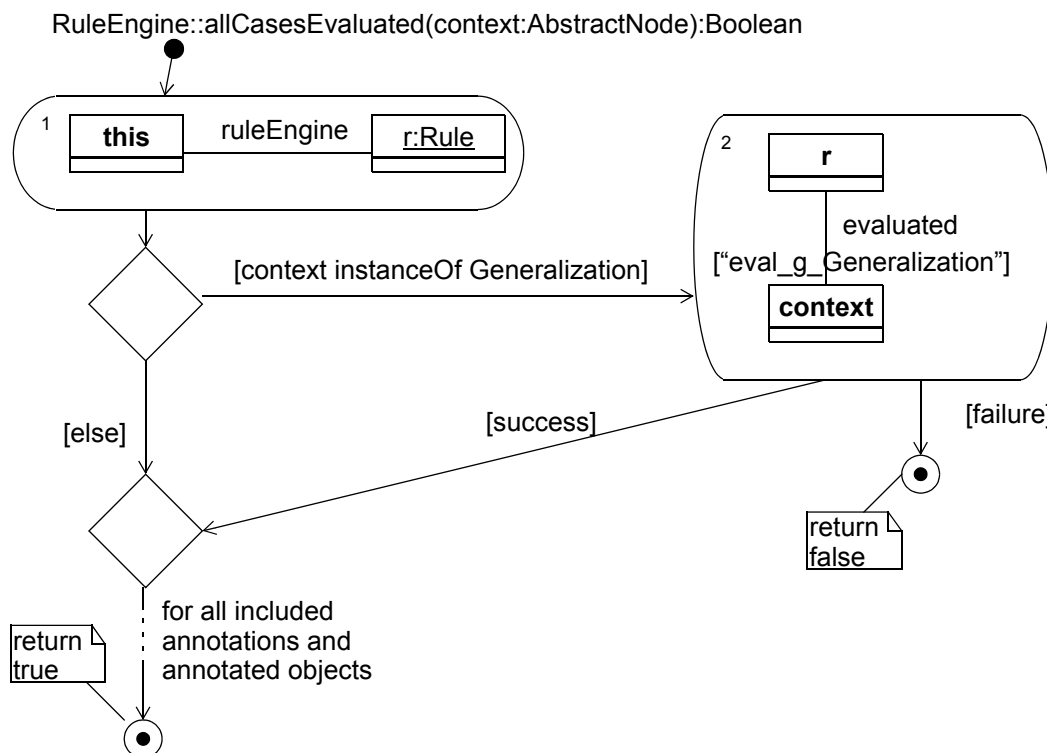 RuleEngine::allCasesEvaluated(context:AbstractNode):Boolean
1
this
ruleEngine
r:Rule
2
r
evaluated
[“eval_g_Generalization”]
context
[context instanceOf Generalization]
[else]
[success]
[failure]
return
false
for all included
annotations and
annotated objects
return
true